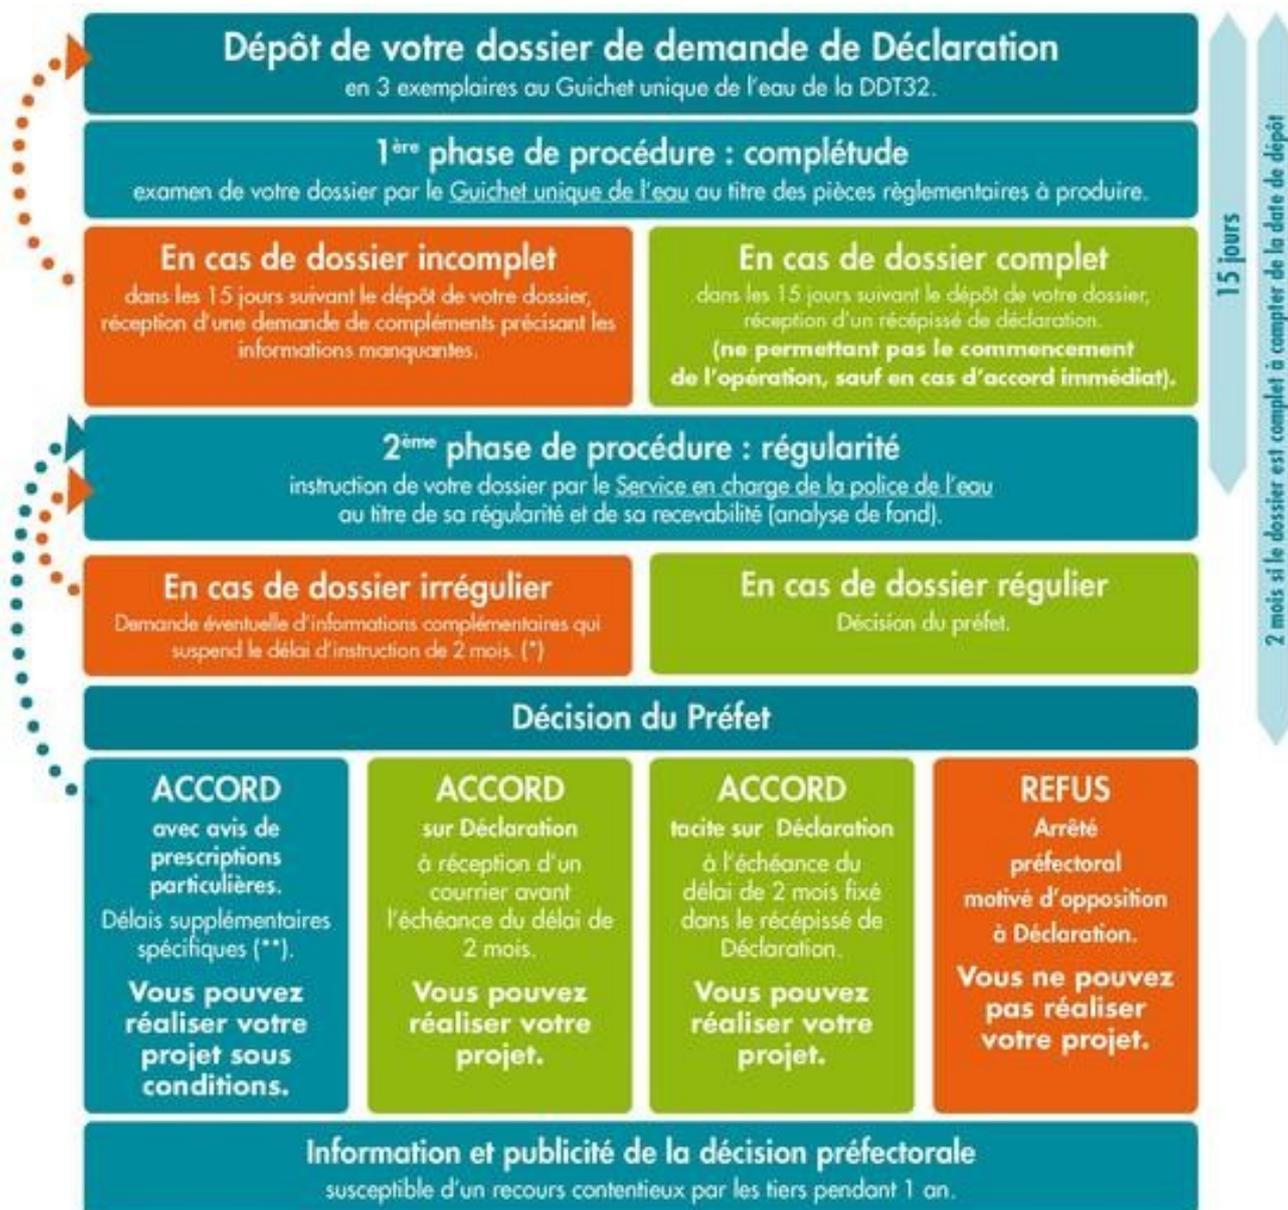 Dépôt de votre dossier de demande de Déclaration
en 3 exemplaires au Guichet unique de l'eau de la DDT32.
1ère phase de procédure : complétude
examen de votre dossier par le Guichet unique de l'eau au titre des pièces règlementaires à produire.
En cas de dossier incomplet
dans les 15 jours suivant le dépôt de votre dossier,
réception d'une demande de compléments précisant les
informations manquantes.
En cas de dossier complet
dans les 15 jours suivant le dépôt de votre dossier,
réception d'un récépissé de déclaration.
(ne permettant pas le commencement
de l'opération, sauf en cas d'accord immédiat).
2ème phase de procédure : régularité
instruction de votre dossier par le Service en charge de la police de l'eau
au titre de sa régularité et de sa recevabilité (analyse de fond).
En cas de dossier irrégulier
Demande éventuelle d'informations complémentaires qui
suspend le délai d'instruction de 2 mois. (*)
En cas de dossier régulier
Décision du préfet.
Décision du Préfet
ACCORD
avec avis de
prescriptions
particulières.
Délais supplémentaires
spécifiques (**).
Vous pouvez
réaliser votre
projet sous
conditions.
ACCORD
sur Déclaration
à réception d'un
courrier avant
l'échéance du délai de
2 mois.
Vous pouvez
réaliser votre
projet.
ACCORD
tacite sur Déclaration
à l'échéance du
délai de 2 mois fixé
dans le récépissé de
Déclaration.
Vous pouvez
réaliser votre
projet.
REFUS
Arrêté
préfectoral
motivé d'opposition
à Déclaration.
Vous ne pouvez
pas réaliser
votre projet.
Information et publicité de la décision préfectorale
susceptible d'un recours contentieux par les tiers pendant 1 an.
15 jours
2 mois si le dossier est complet à compter de la date de dépôt